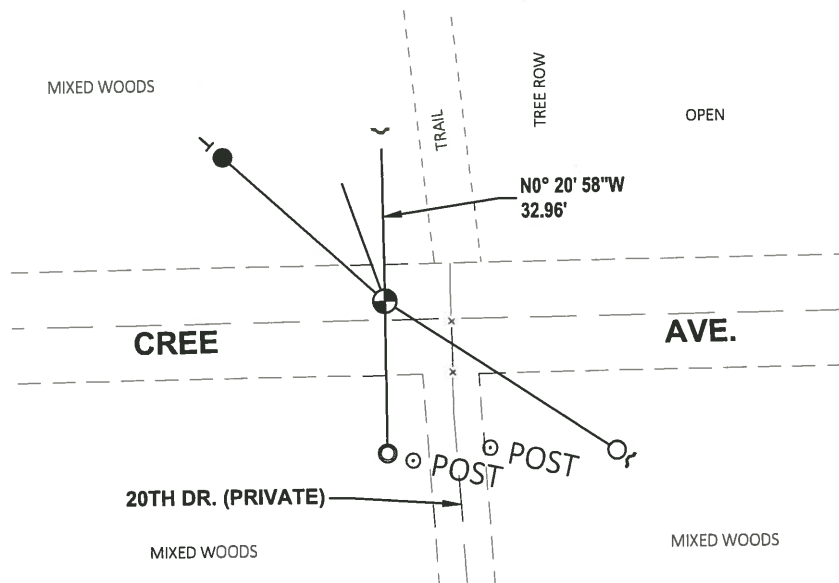 MIXED WOODS
TRAIL
TREE ROW
OPEN
N0° 20' 58"W
32.96'
CREE AVE.
POST
POST
20TH DR. (PRIVATE)
MIXED WOODS
MIXED WOODS